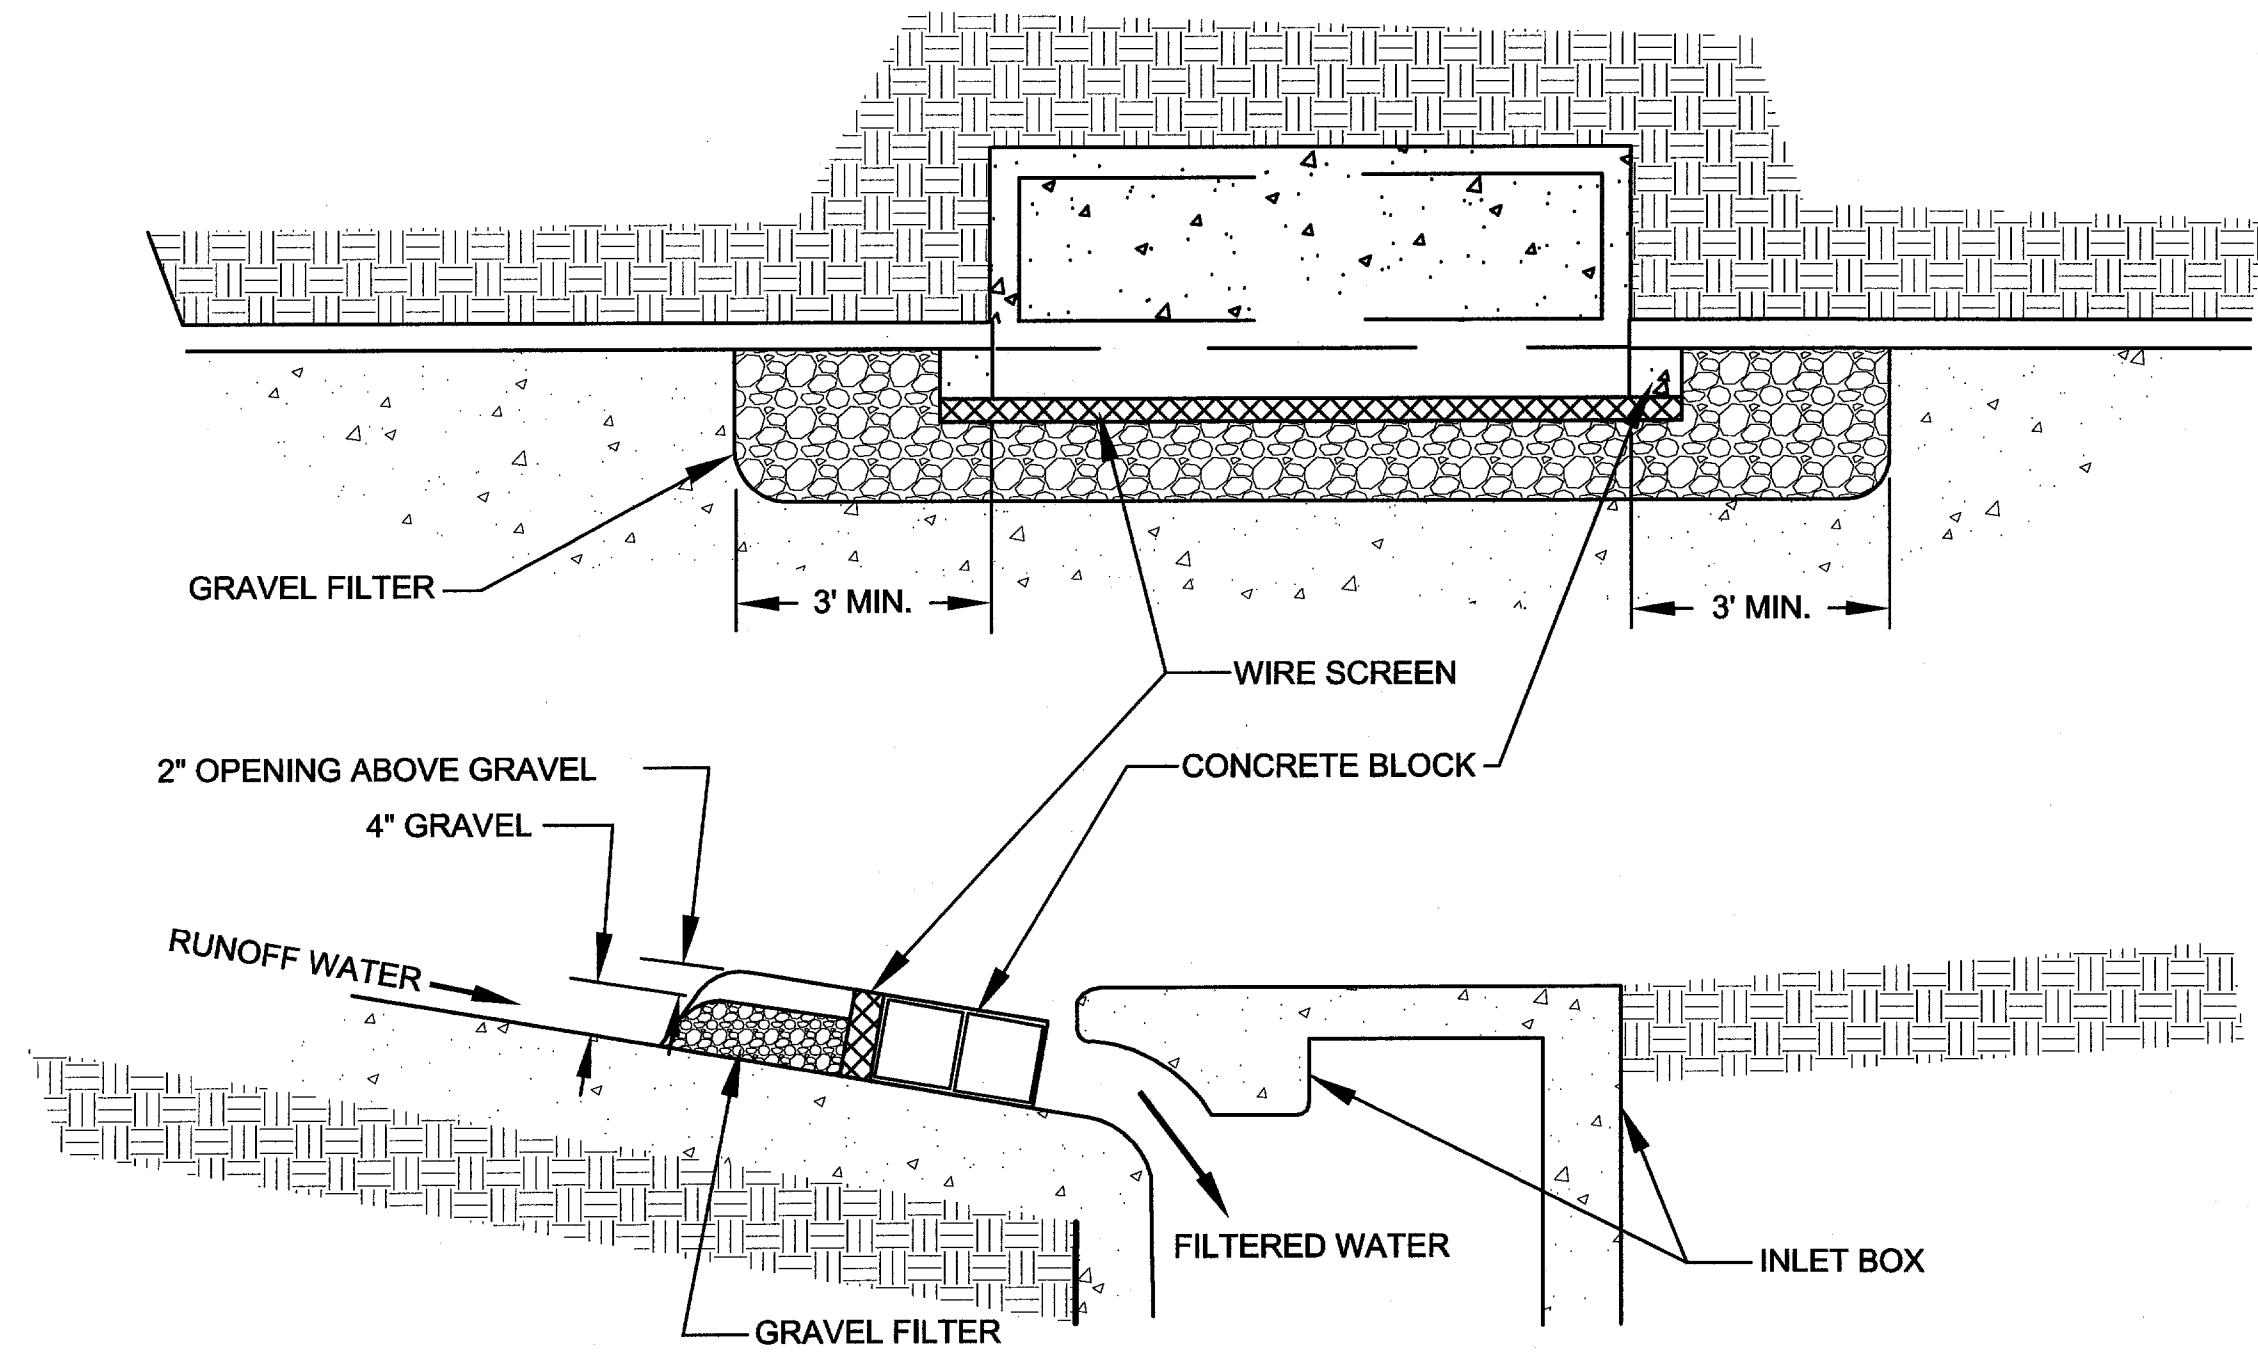 GRAVEL FILTER
3' MIN.
3' MIN.
WIRE SCREEN
CONCRETE BLOCK
2" OPENING ABOVE GRAVEL
4" GRAVEL
RUNOFF WATER
FILTERED WATER
INLET BOX
GRAVEL FILTER